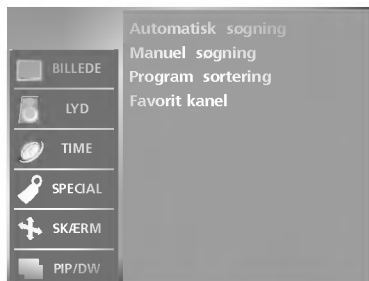 Automatisk søgning
Manuel søgning
Program sortering
Favorit kanel
BILLEDE
LYD
TIME
SPECIAL
SKÆRM
PIP/DW